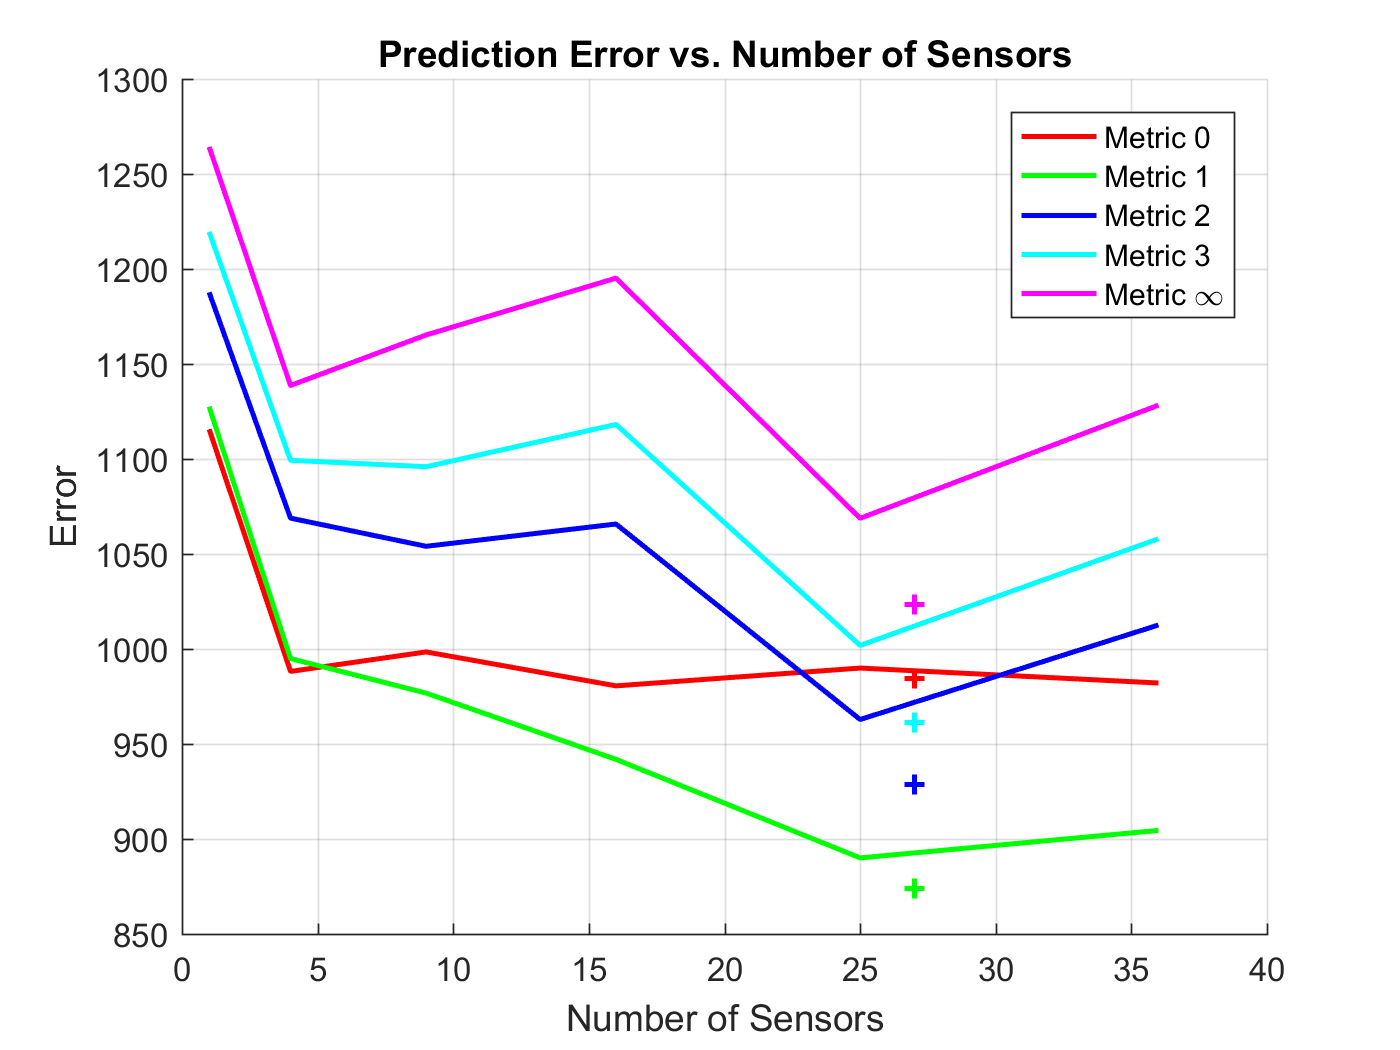 Prediction Error vs. Number of Sensors
1300
1250
1200
1150
1100
1050
1000
950
900
850
Error
Metric 0
Metric 1
Metric 2
Metric 3
Metric ∞
0 5 10 15 20 25 30 35 40
Number of Sensors